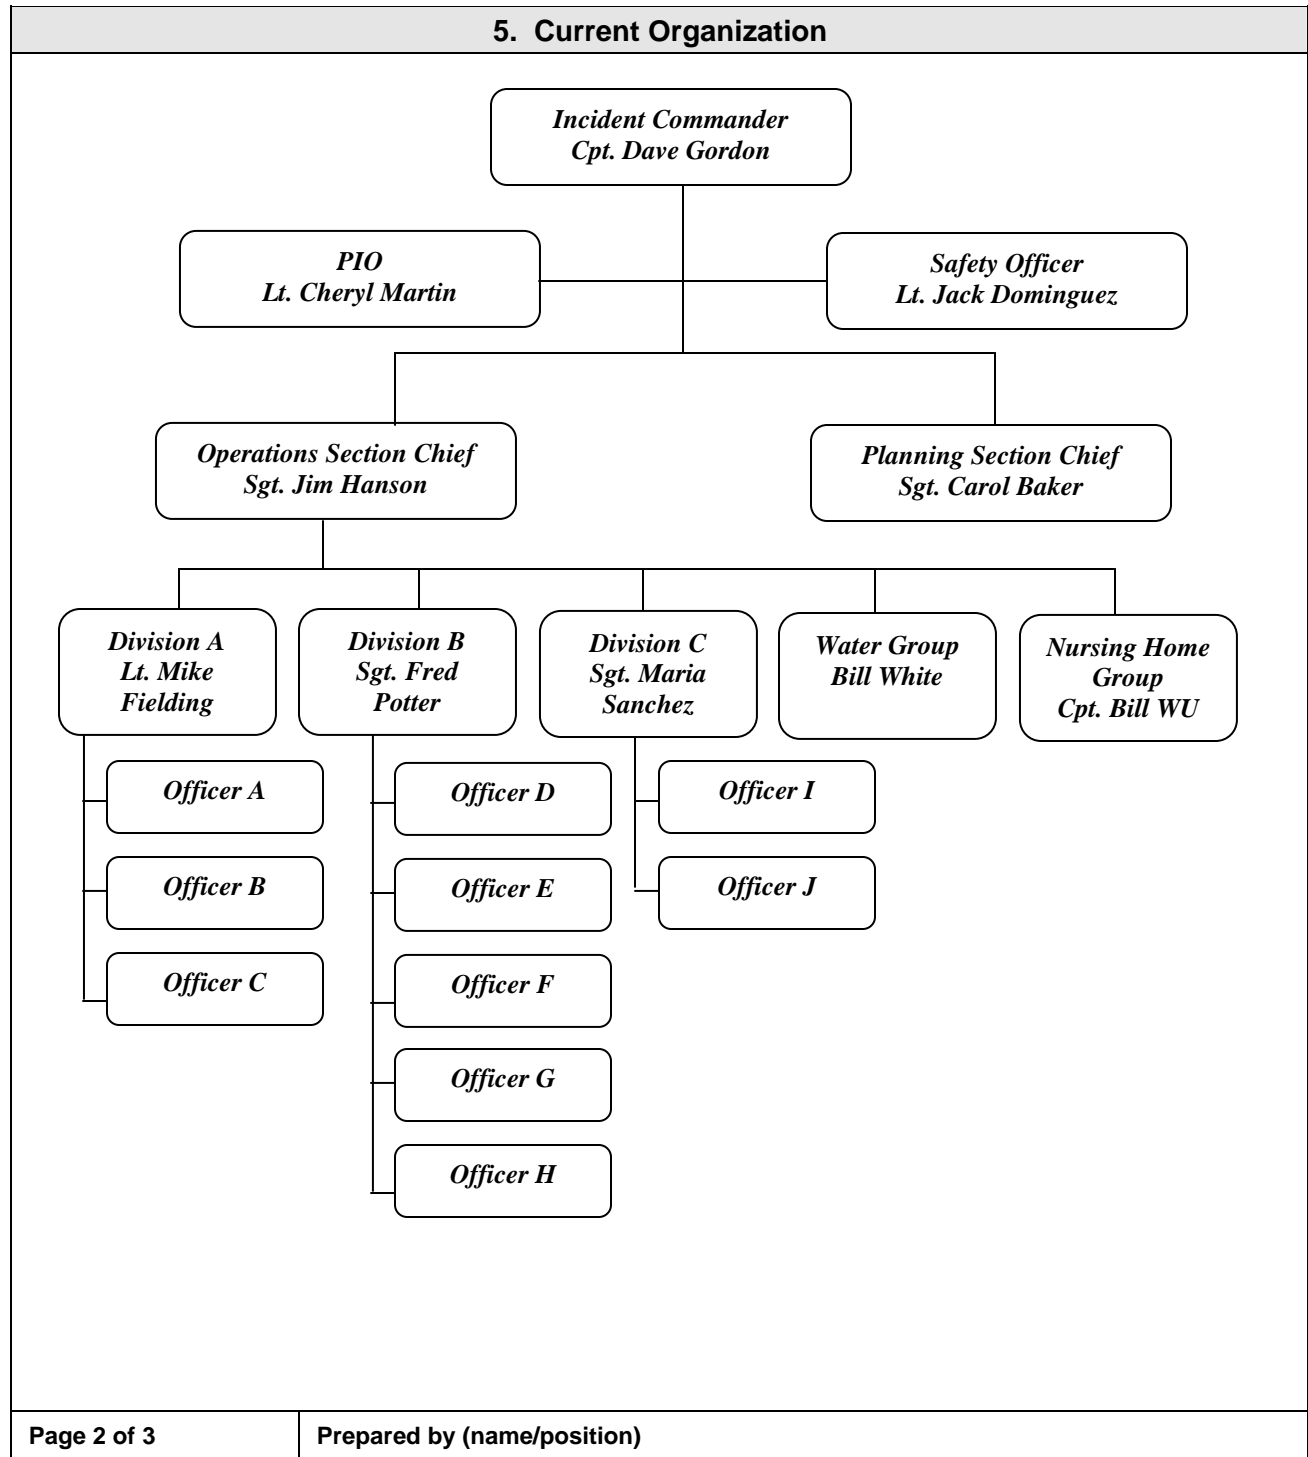 5. Current Organization
Incident Commander
Cpt. Dave Gordon
PIO
Lt. Cheryl Martin
Safety Officer
Lt. Jack Dominguez
Operations Section Chief
Sgt. Jim Hanson
Planning Section Chief
Sgt. Carol Baker
Division A
Lt. Mike
Fielding
Division B
Sgt. Fred
Potter
Division C
Sgt. Maria
Sanchez
Water Group
Bill White
Nursing Home
Group
Cpt. Bill WU
Officer A
Officer B
Officer C
Officer D
Officer E
Officer F
Officer G
Officer H
Officer I
Officer J
Page 2 of 3
Prepared by (name/position)